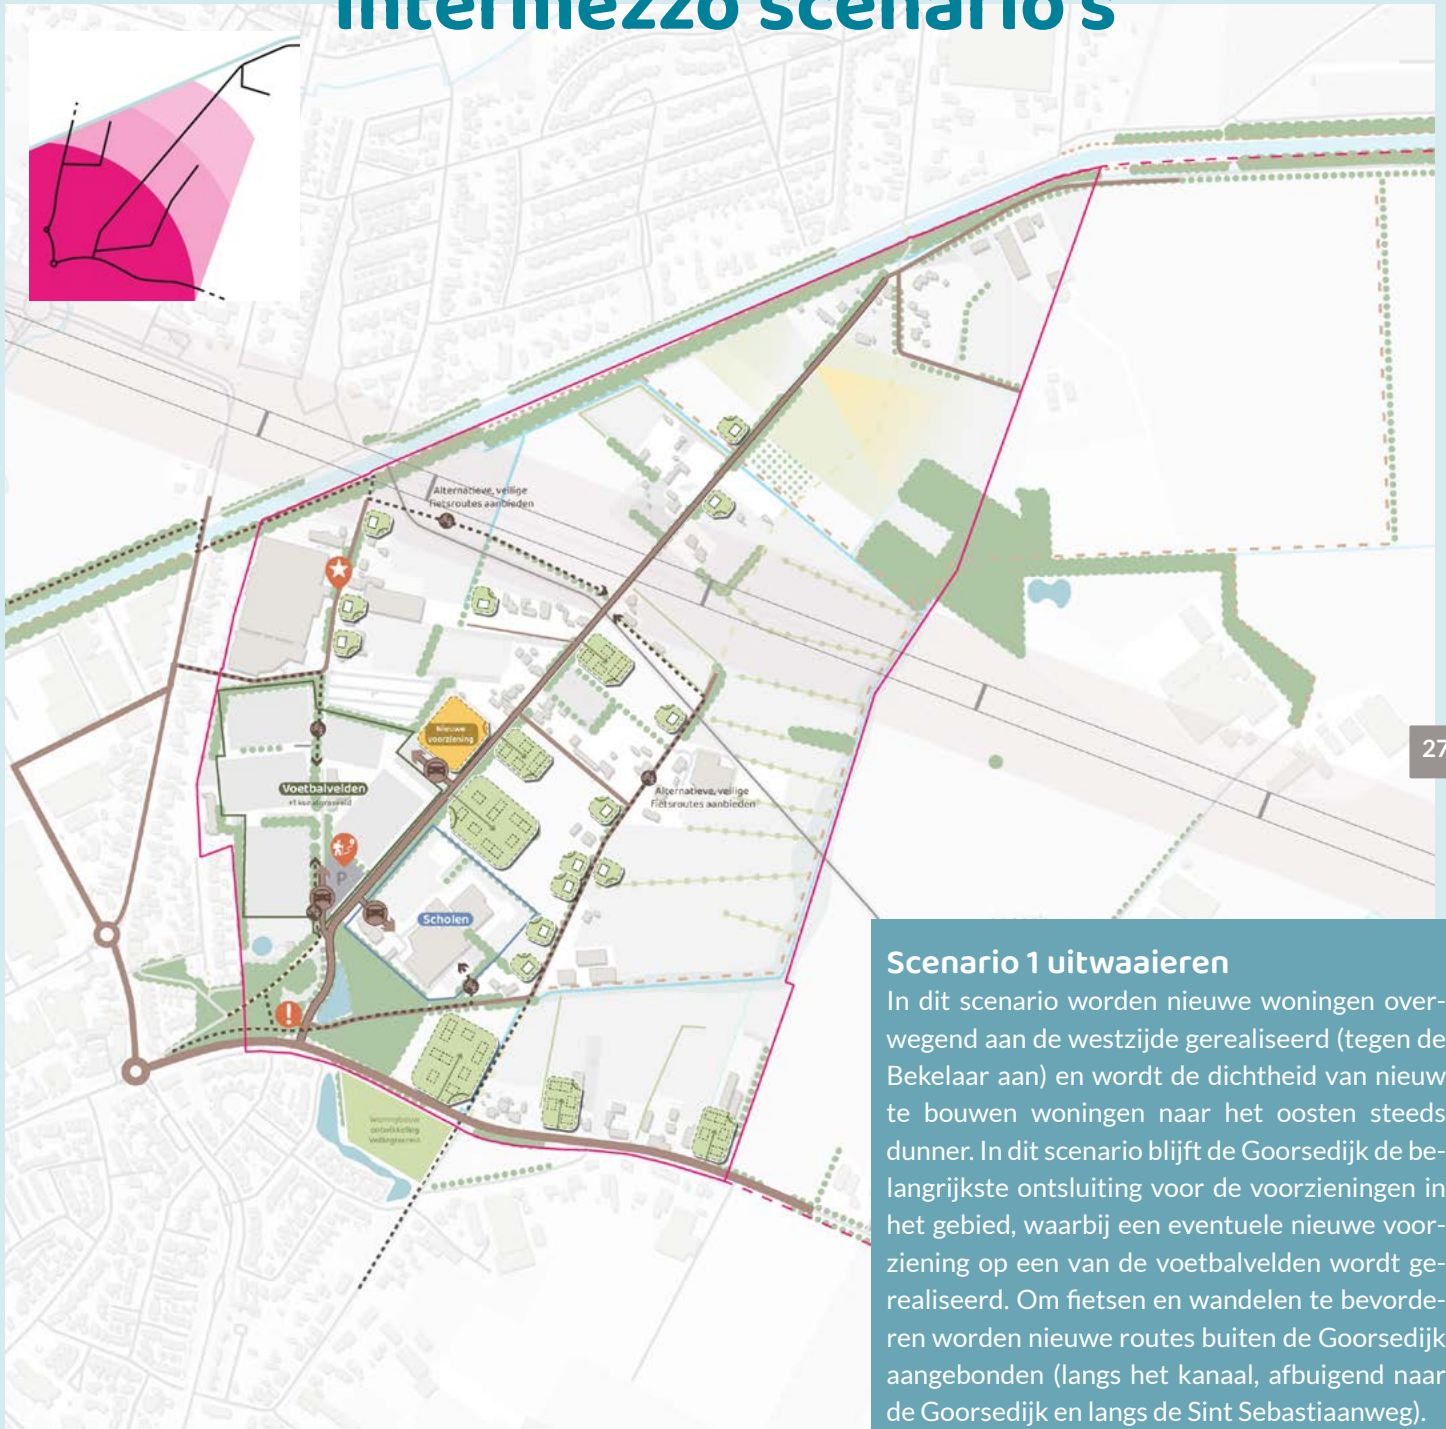 Intermezzo scenario's
Alternatieve, veilige
fietsroutes aanbieden
Nieuwe
voorziening
27
Voetbalvelden
+1 kunstgrasveld
Alternatieve, veilige
fietsroutes aanbieden
P
Scholen
Woningbouw
ontwikkeling
Scenario 1 uitwaaieren
In dit scenario worden nieuwe woningen over-
wegend aan de westzijde gerealiseerd (tegen de
Bekelaar aan) en wordt de dichtheid van nieuw
te bouwen woningen naar het oosten steeds
dunner. In dit scenario blijft de Goorsedijk de be-
langrijkste ontsluiting voor de voorzieningen in
het gebied, waarbij een eventuele nieuwe voor-
ziening op een van de voetbalvelden wordt ge-
realiseerd. Om fietsen en wandelen te bevorde-
ren worden nieuwe routes buiten de Goorsedijk
aangebonden (langs het kanaal, afbuigend naar
de Goorsedijk en langs de Sint Sebastiaanweg).